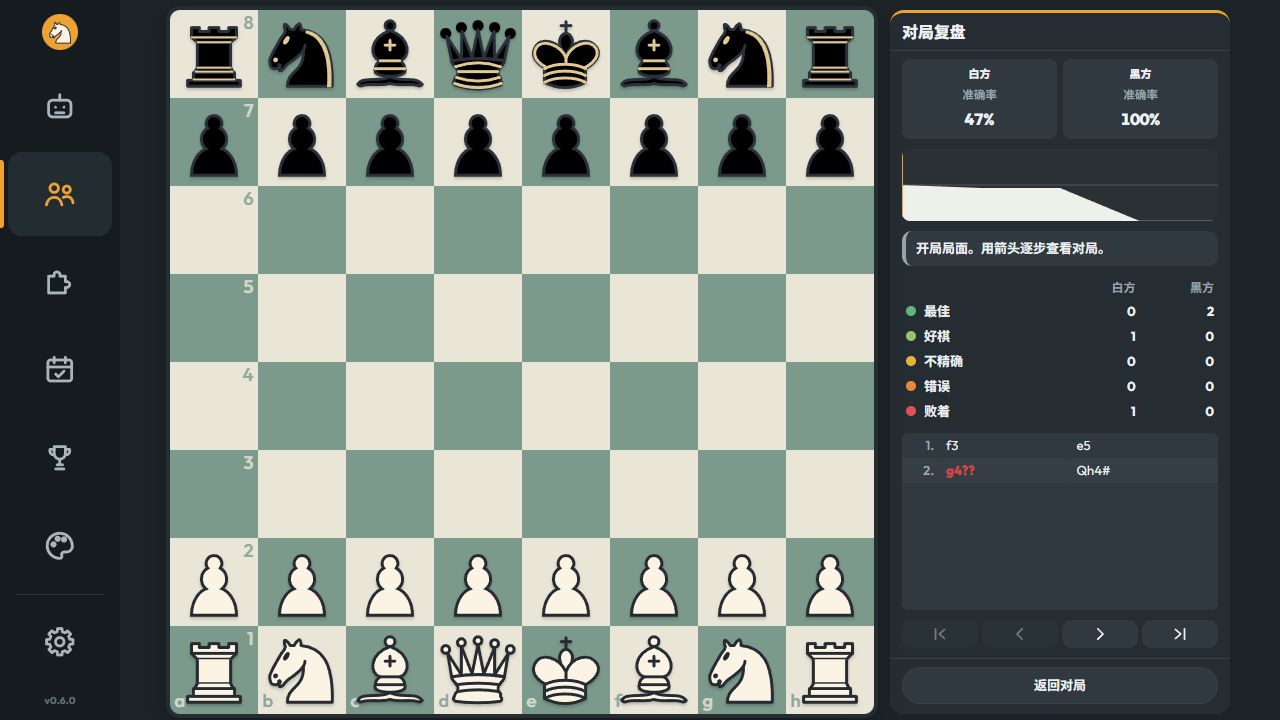 8
7
6
5
4
3
2
1
a b c d e f g h
v0.6.0
对局复盘
白方 黑方
准确率 准确率
47% 100%
开局局面。用箭头逐步查看对局。
白方 黑方
最佳 0 2
好棋 1 0
不精确 0 0
错误 0 0
败着 1 0
1. f3 e5
2. g4?? Qh4#
返回对局